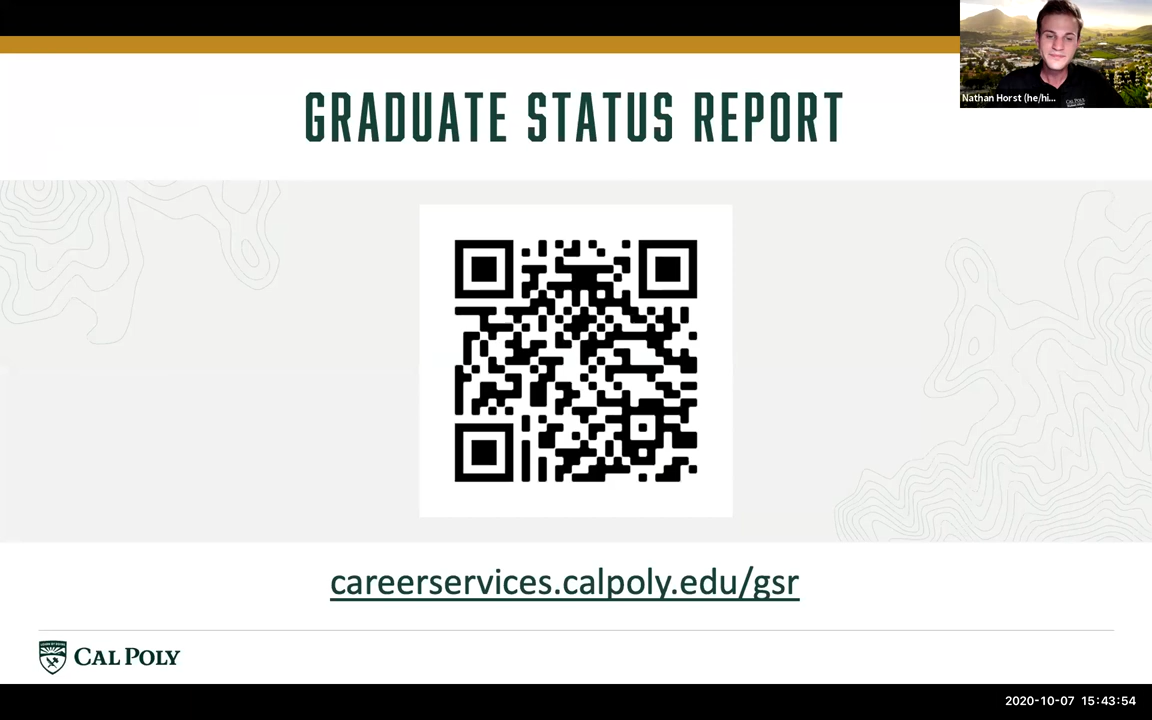 Nathan Horst (he/hi...
GRADUATE STATUS REPORT
careerservices.calpoly.edu/gsr
CAL POLY
2020-10-07 15:43:54